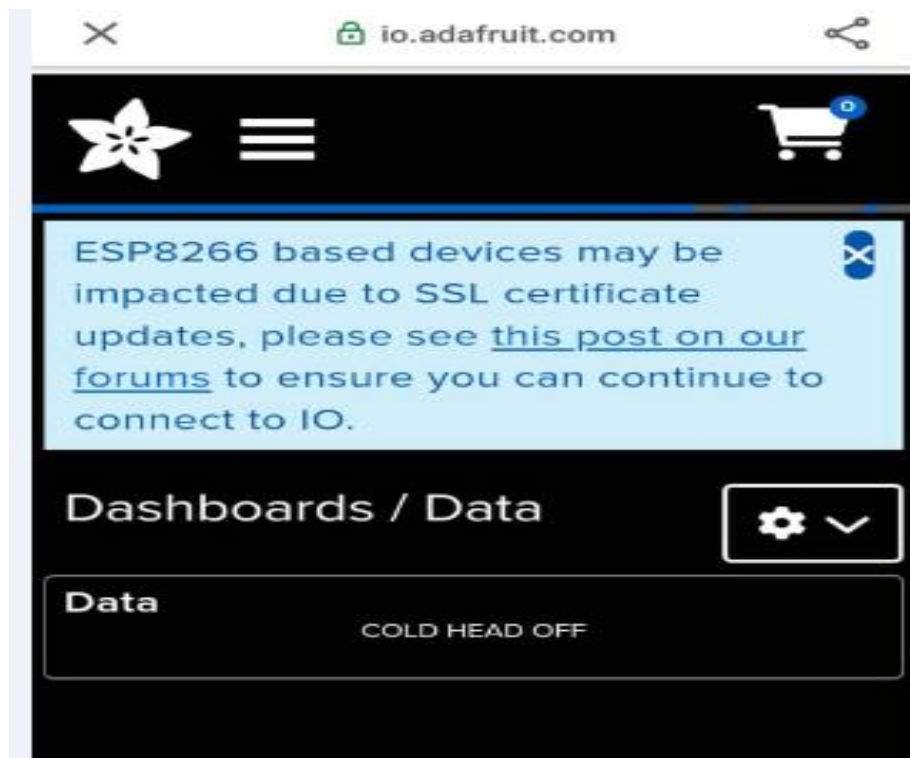 io.adafruit.com
0
ESP8266 based devices may be
impacted due to SSL certificate
updates, please see this post on our
forums to ensure you can continue to
connect to IO.
Dashboards / Data
Data
COLD HEAD OFF